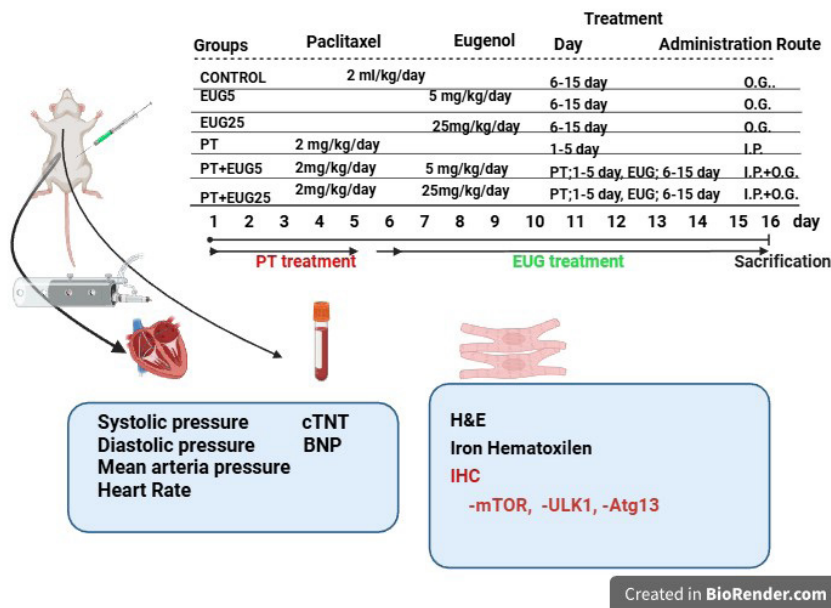 Treatment
Groups Paclitaxel Eugenol Day Administration Route
CONTROL 2 ml/kg/day 6-15 day O.G..
EUG5 5 mg/kg/day 6-15 day O.G.
EUG25 25mg/kg/day 6-15 day O.G.
PT 2 mg/kg/day 1-5 day I.P.
PT+EUG5 2mg/kg/day 5 mg/kg/day PT;1-5 day, EUG; 6-15 day I.P.+O.G.
PT+EUG25 2mg/kg/day 25mg/kg/day PT;1-5 day, EUG; 6-15 day I.P.+O.G.
1 2 3 4 5 6 7 8 9 10 11 12 13 14 15 16 day
PT treatment EUG treatment Sacrification
Systolic pressure cTNT
Diastolic pressure BNP
Mean arteria pressure
Heart Rate
H&E
Iron Hematoxilen
IHC
-mTOR, -ULK1, -Atg13
Created in BioRender.com